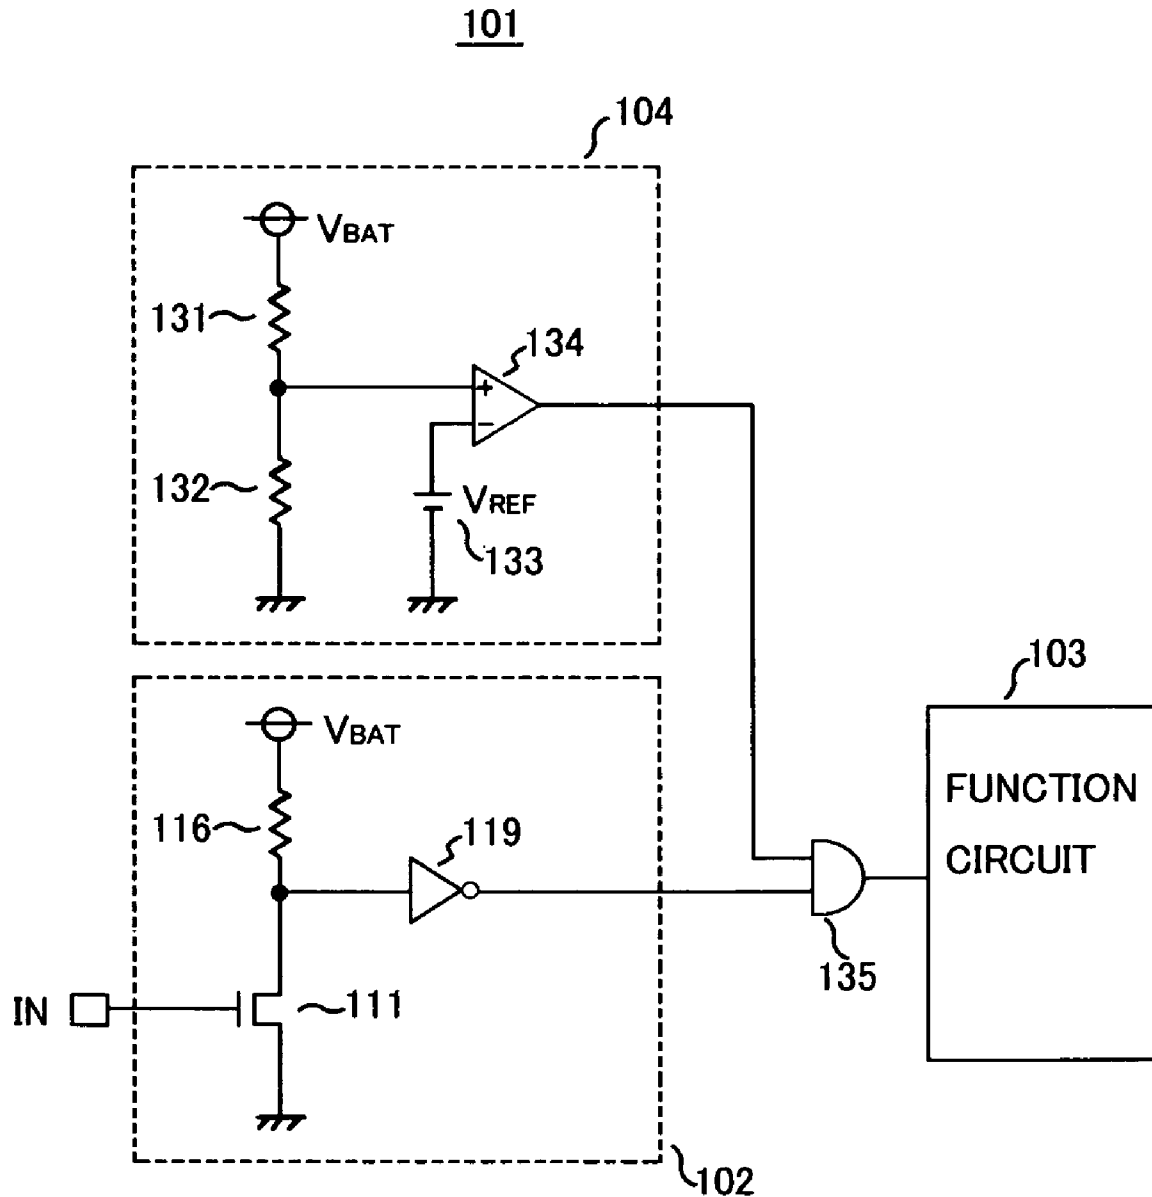 101
104
VBAT
131
134
+
132
−
VREF
133
103
VBAT
FUNCTION
CIRCUIT
116
119
135
IN
111
102